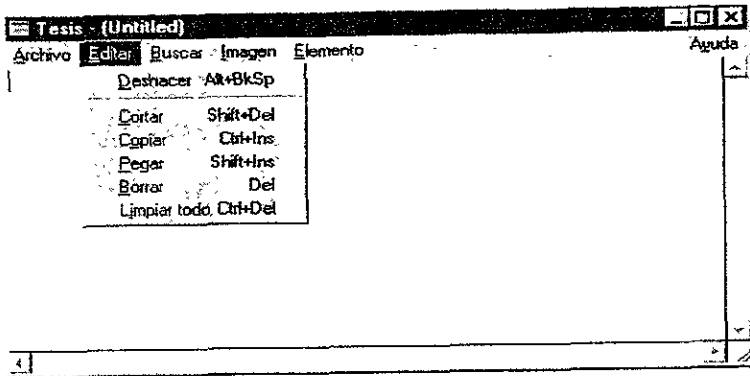 Tesis - (Untitled)
Archivo Editar Buscar Imagen Elemento Ayuda
Deshacer Alt+BkSp
Cortar Shift+Del
Copiar Ctrl+Ins
Pegar Shift+Ins
Borrar Del
Limpiar todo Ctrl+Del